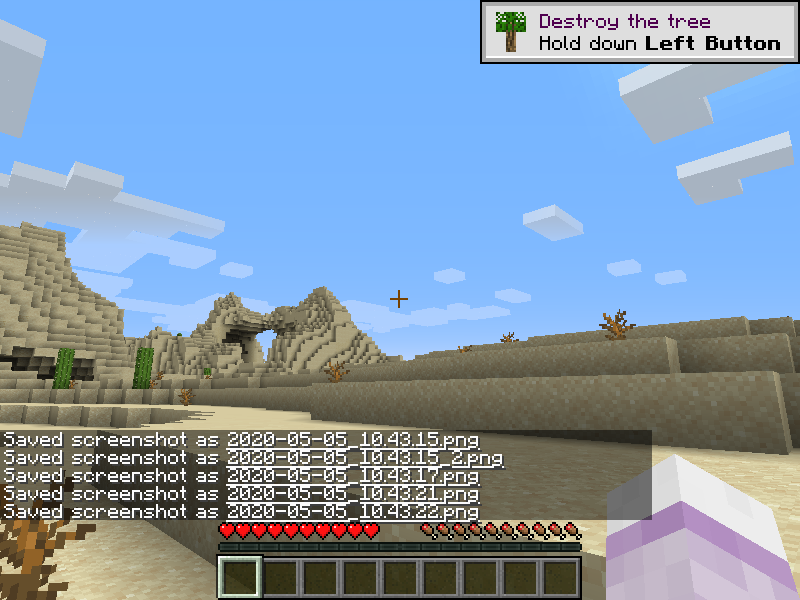 Destroy the tree
Hold down Left Button
Saved screenshot as 2020-05-05_10.43.15.png
Saved screenshot as 2020-05-05_10.43.15_2.png
Saved screenshot as 2020-05-05_10.43.17.png
Saved screenshot as 2020-05-05_10.43.21.png
Saved screenshot as 2020-05-05_10.43.22.png